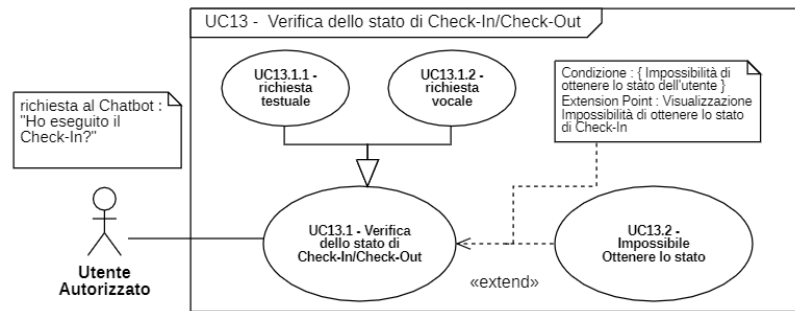 UC13 - Verifica dello stato di Check-In/Check-Out
UC13.1.1 -
richiesta
testuale
UC13.1.2 -
richiesta
vocale
Condizione : { Impossibilità di
ottenere lo stato dell'utente }
Extension Point : Visualizzazione
Impossibilità di ottenere lo stato
di Check-In
richiesta al Chatbot :
"Ho eseguito il
Check-In?"
UC13.1 - Verifica
dello stato di
Check-In/Check-Out
UC13.2 -
Impossibile
Ottenere lo stato
«extend»
Utente
Autorizzato